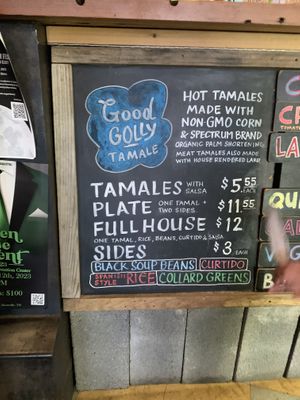 Good
GOLLY
TAMALE
HOT TAMALES
MADE WITH
NON-GMO CORN
& SPECTRUM BRAND
ORGANIC PALM SHORTENING
MEAT TAMALES ALSO MADE
WITH HOUSE RENDERED LARD
TAMALES WITH SALSA $5.55 EACH
PLATE ONE TAMAL + TWO SIDES $11.55
FULL HOUSE $12
ONE TAMAL, RICE, BEANS, CURTIDO & SALSA
SIDES $3 EACH
BLACK SOUP BEANS CURTIDO
SPANISH STYLE RICE COLLARD GREENS
$100